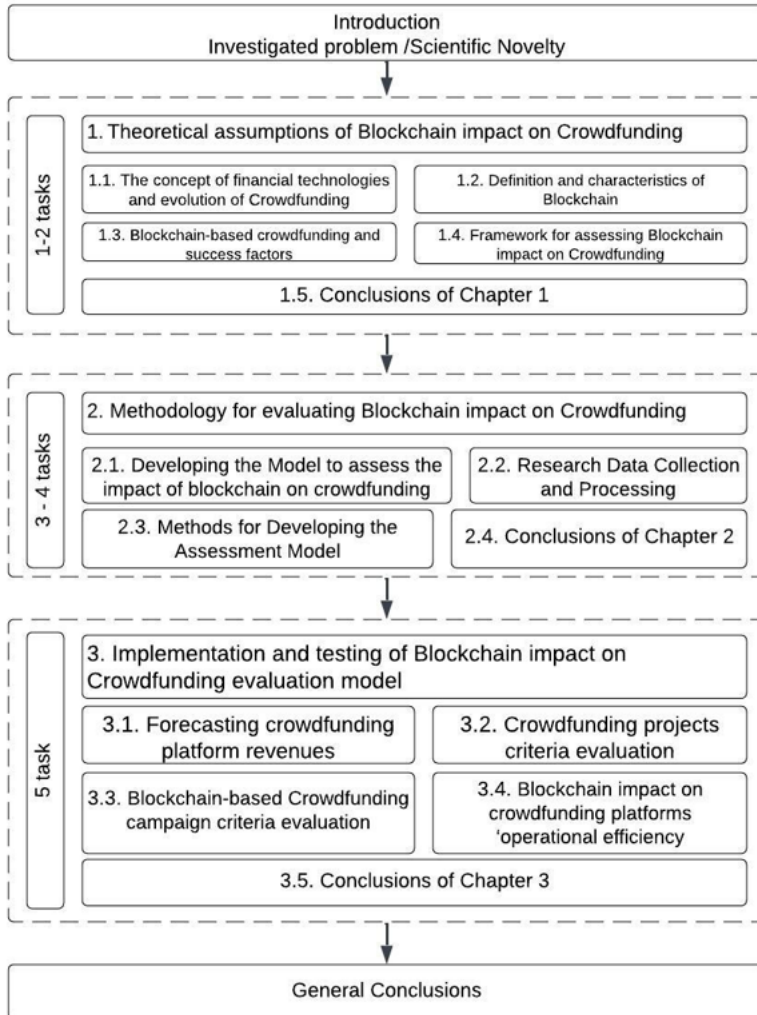 Introduction
Investigated problem /Scientific Novelty
1-2 tasks
1. Theoretical assumptions of Blockchain impact on Crowdfunding
1.1. The concept of financial technologies
and evolution of Crowdfunding
1.2. Definition and characteristics of
Blockchain
1.3. Blockchain-based crowdfunding and
success factors
1.4. Framework for assessing Blockchain
impact on Crowdfunding
1.5. Conclusions of Chapter 1
3 - 4 tasks
2. Methodology for evaluating Blockchain impact on Crowdfunding
2.1. Developing the Model to assess the
impact of blockchain on crowdfunding
2.2. Research Data Collection
and Processing
2.3. Methods for Developing the
Assessment Model
2.4. Conclusions of Chapter 2
5 task
3. Implementation and testing of Blockchain impact on
Crowdfunding evaluation model
3.1. Forecasting crowdfunding
platform revenues
3.2. Crowdfunding projects
criteria evaluation
3.3. Blockchain-based Crowdfunding
campaign criteria evaluation
3.4. Blockchain impact on
crowdfunding platforms
‘operational efficiency
3.5. Conclusions of Chapter 3
General Conclusions